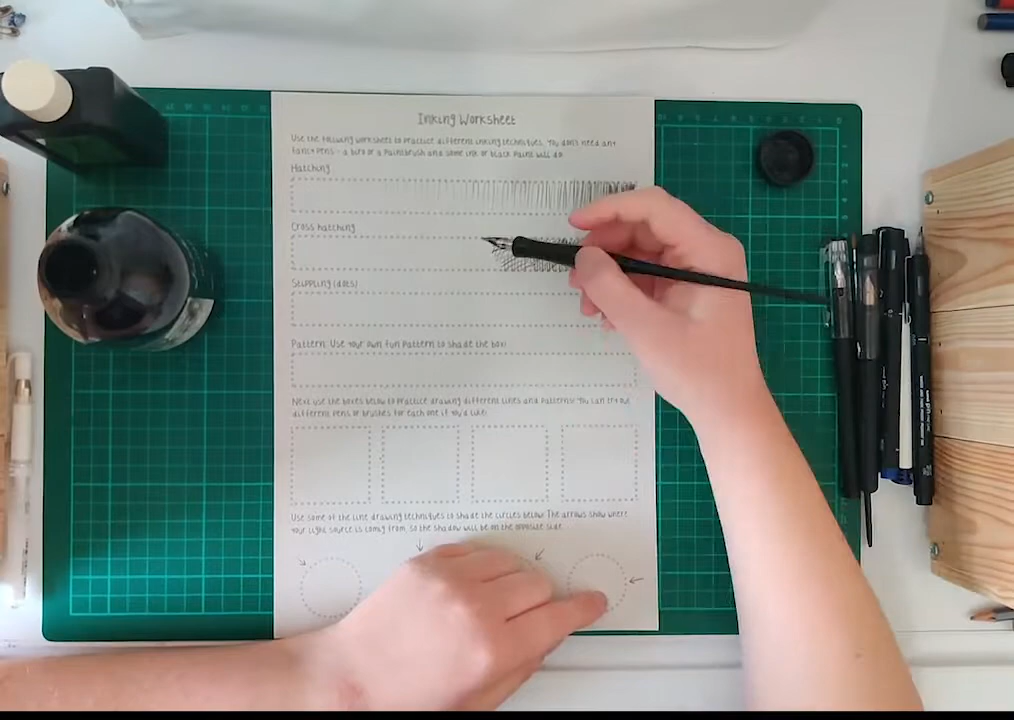 Inking Worksheet
Use the following worksheet to practice different inking techniques. You don't need any
fancy pens - a biro or a paintbrush and some ink or black paint will do.
Hatching
Cross hatching
Stippling (dots)
Pattern: Use your own fun pattern to shade the box!
Next use the boxes below to practice drawing different lines and patterns! You can try out
different pens or brushes for each one if you'd like!
Use some of the line drawing techniques to shade the circles below. The arrows show where
your light source is coming from, so the shadow will be on the opposite side.